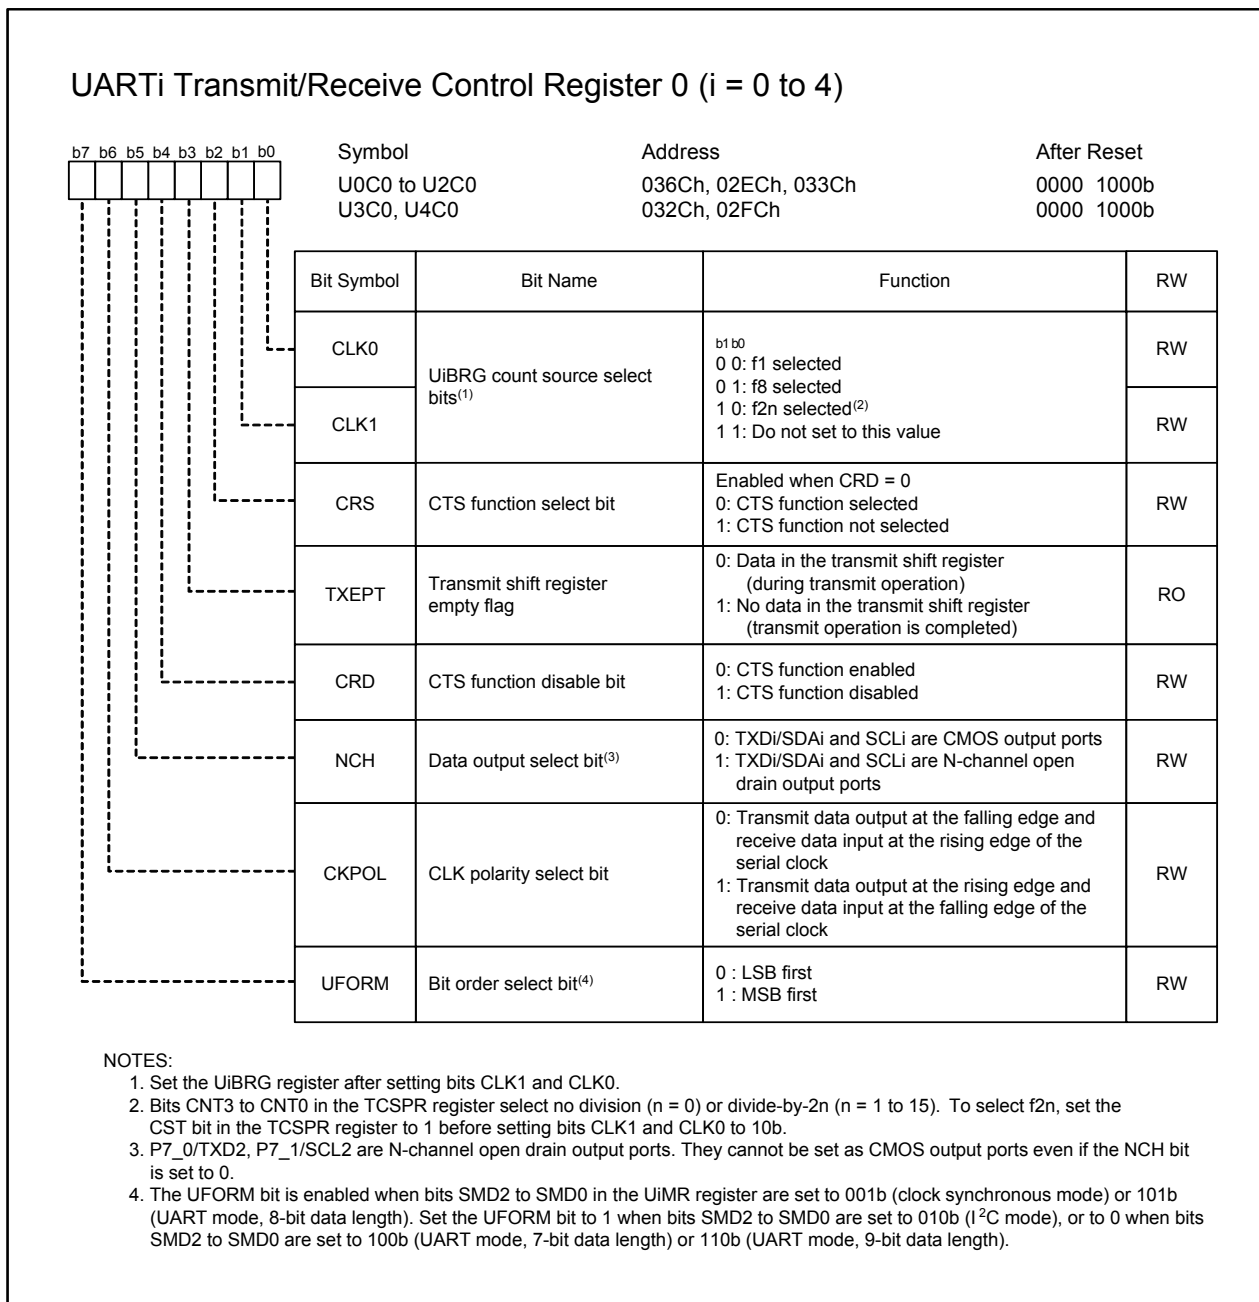 UARTi Transmit/Receive Control Register 0 (i = 0 to 4)
b7 b6 b5 b4 b3 b2 b1 b0
Symbol Address After Reset
U0C0 to U2C0 036Ch, 02ECh, 033Ch 0000 1000b
U3C0, U4C0 032Ch, 02FCh 0000 1000b
Bit Symbol Bit Name Function RW
CLK0 RW
CLK1 RW
UiBRG count source select
bits(1)
b1 b0
0 0: f1 selected
0 1: f8 selected
1 0: f2n selected(2)
1 1: Do not set to this value
CRS CTS function select bit RW
Enabled when CRD = 0
0: CTS function selected
1: CTS function not selected
TXEPT RO
Transmit shift register
empty flag
0: Data in the transmit shift register
(during transmit operation)
1: No data in the transmit shift register
(transmit operation is completed)
CRD CTS function disable bit RW
0: CTS function enabled
1: CTS function disabled
NCH Data output select bit(3) RW
0: TXDi/SDAi and SCLi are CMOS output ports
1: TXDi/SDAi and SCLi are N-channel open
drain output ports
CKPOL CLK polarity select bit RW
0: Transmit data output at the falling edge and
receive data input at the rising edge of the
serial clock
1: Transmit data output at the rising edge and
receive data input at the falling edge of the
serial clock
UFORM Bit order select bit(4) RW
0 : LSB first
1 : MSB first
NOTES:
1. Set the UiBRG register after setting bits CLK1 and CLK0.
2. Bits CNT3 to CNT0 in the TCSPR register select no division (n = 0) or divide-by-2n (n = 1 to 15). To select f2n, set the
CST bit in the TCSPR register to 1 before setting bits CLK1 and CLK0 to 10b.
3. P7_0/TXD2, P7_1/SCL2 are N-channel open drain output ports. They cannot be set as CMOS output ports even if the NCH bit
is set to 0.
4. The UFORM bit is enabled when bits SMD2 to SMD0 in the UiMR register are set to 001b (clock synchronous mode) or 101b
(UART mode, 8-bit data length). Set the UFORM bit to 1 when bits SMD2 to SMD0 are set to 010b (I2C mode), or to 0 when bits
SMD2 to SMD0 are set to 100b (UART mode, 7-bit data length) or 110b (UART mode, 9-bit data length).